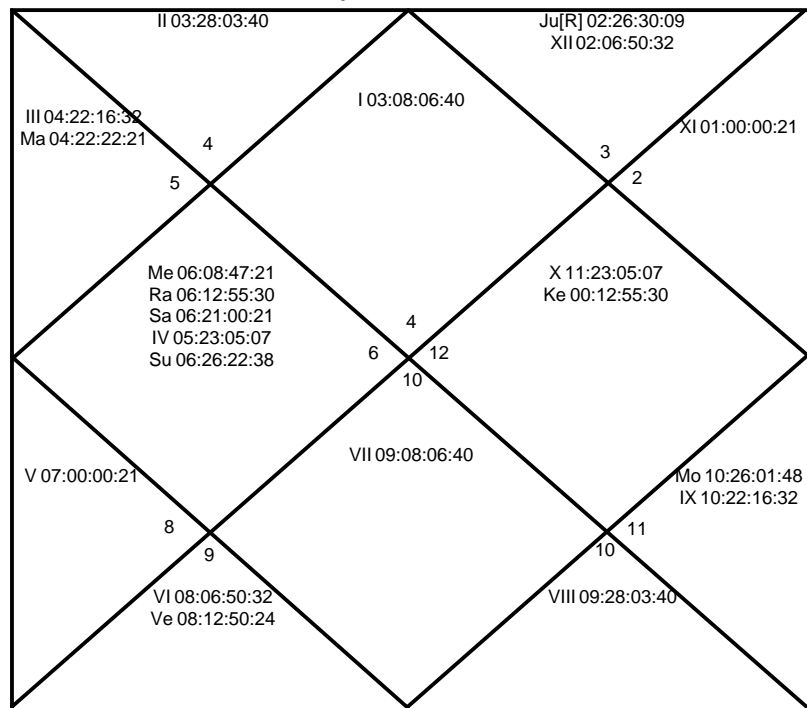 II 03:28:03:40
Ju[R] 02:26:30:09
XII 02:06:50:32
I 03:08:06:40
III 04:22:16:32
Ma 04:22:22:21
XI 01:00:00:21
4
3
5
2
Me 06:08:47:21
Ra 06:12:55:30
Sa 06:21:00:21
IV 05:23:05:07
Su 06:26:22:38
X 11:23:05:07
Ke 00:12:55:30
4
6
12
10
VII 09:08:06:40
V 07:00:00:21
Mo 10:26:01:48
IX 10:22:16:32
8
11
9
10
VI 08:06:50:32
Ve 08:12:50:24
VIII 09:28:03:40